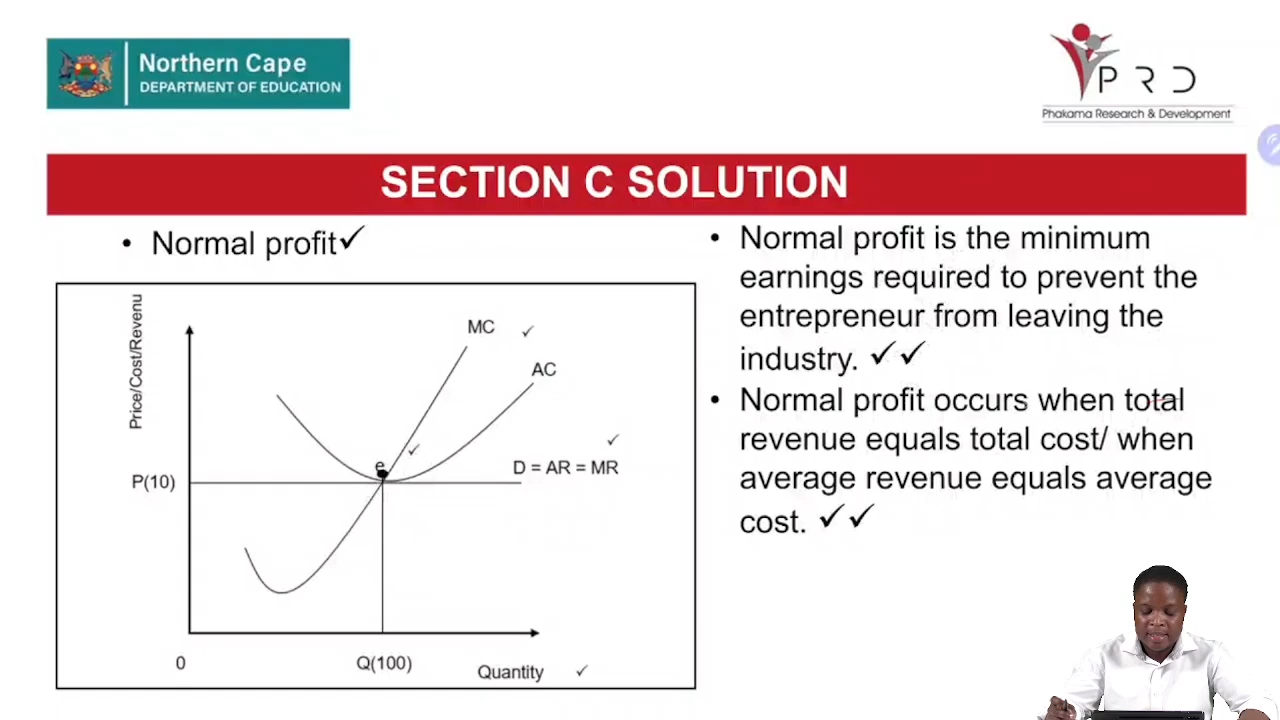 Northern Cape
DEPARTMENT OF EDUCATION
PRD
Phakama Research & Development
SECTION C SOLUTION
• Normal profit✓
Price/Cost/Revenu
MC ✓
AC
e ✓
✓
D = AR = MR
P(10)
0
Q(100)
Quantity ✓
• Normal profit is the minimum
earnings required to prevent the
entrepreneur from leaving the
industry. ✓✓
• Normal profit occurs when total
revenue equals total cost/ when
average revenue equals average
cost. ✓✓